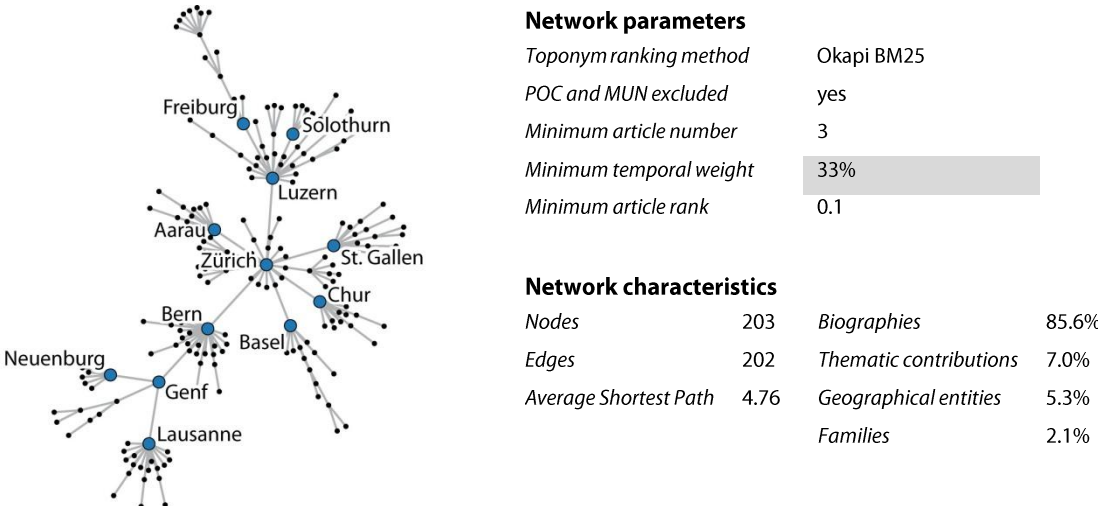 Freiburg
Solothurn
Luzern
Aarau
Zürich
St. Gallen
Chur
Bern
Basel
Neuenburg
Genf
Lausanne
Network parameters
Toponym ranking method Okapi BM25
POC and MUN excluded yes
Minimum article number 3
Minimum temporal weight 33%
Minimum article rank 0.1
Network characteristics
Nodes 203 Biographies 85.6%
Edges 202 Thematic contributions 7.0%
Average Shortest Path 4.76 Geographical entities 5.3%
Families 2.1%